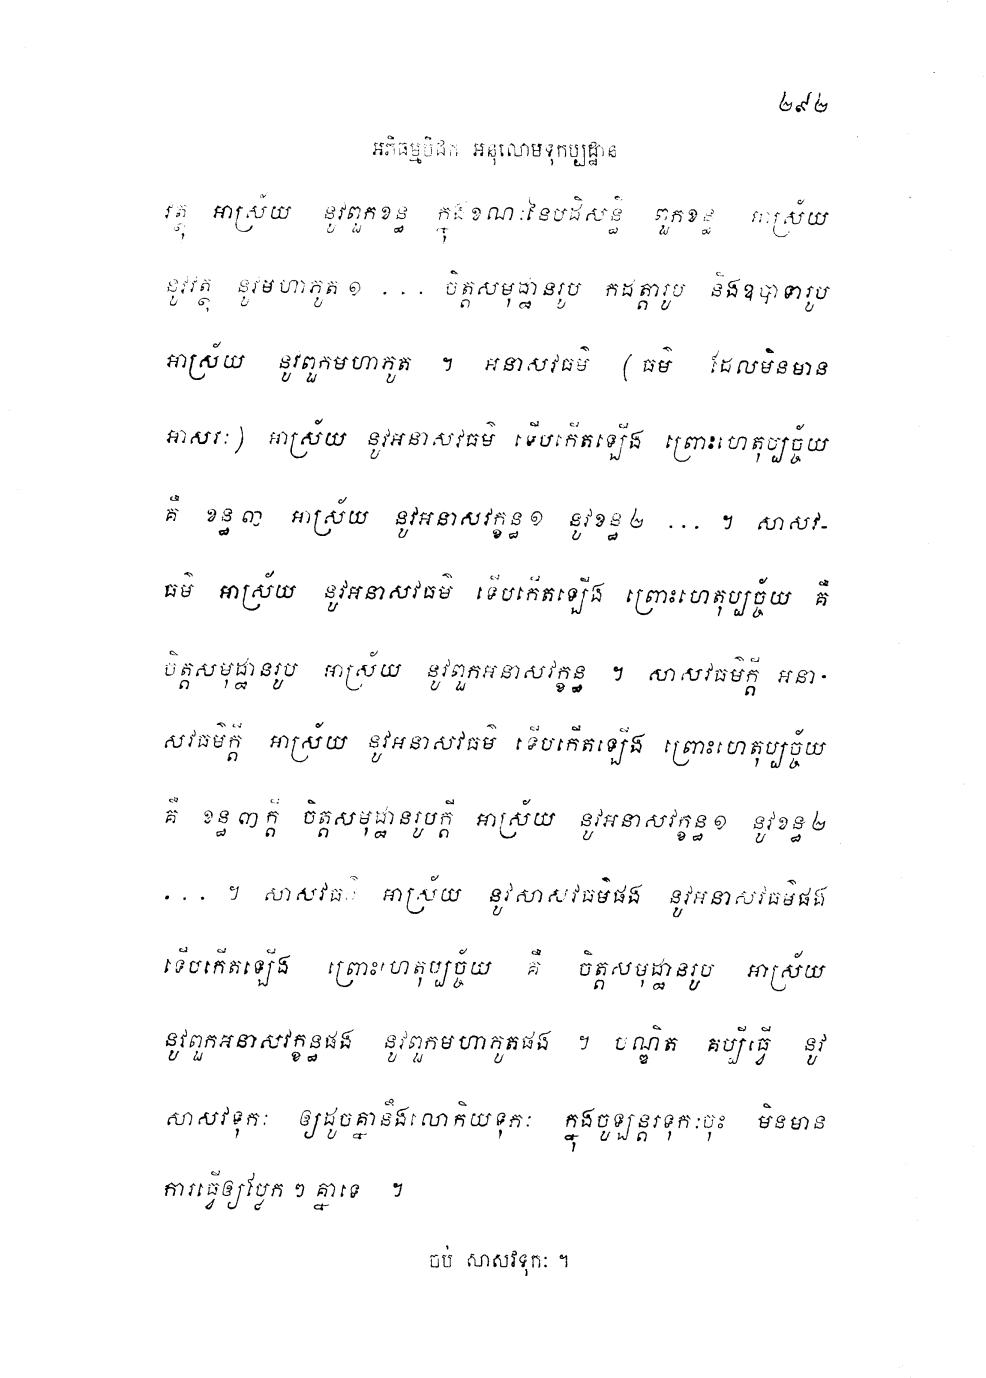 ២៩២
អភិធម្មបិដក អនុលោមទុកប្បដ្ឋាន
វត្ថុ អាស្រ័យ នូវពួកខន្ធ ក្នុងខណៈនៃបដិសន្ធិ ពួកខន្ធ អាស្រ័យ
នូវវត្ថុ នូវមហាភូត ១ ... ចិត្តសមុដ្ឋានរូប កដត្តារូប និងឧបាទារូប
អាស្រ័យ នូវពួកមហាភូត ។ អនាសវធម៌ ( ធម៌ ដែលមិនមាន
អាសវៈ ) អាស្រ័យ នូវអនាសវធម៌ ទើបកើតឡើង ព្រោះហេតុប្បច្ច័យ
គឺ ខន្ធ ៣ អាស្រ័យ នូវអនាសវក្ខន្ធ ១ នូវខន្ធ ២ ... ។ សាសវ-
ធម៌ អាស្រ័យ នូវអនាសវធម៌ ទើបកើតឡើង ព្រោះហេតុប្បច្ច័យ គឺ
ចិត្តសមុដ្ឋានរូប អាស្រ័យ នូវពួកអនាសវក្ខន្ធ ។ សាសវធម៌ក្តី អនា-
សវធម៌ក្តី អាស្រ័យ នូវអនាសវធម៌ ទើបកើតឡើង ព្រោះហេតុប្បច្ច័យ
គឺ ខន្ធ ៣ ក្តី ចិត្តសមុដ្ឋានរូបក្តី អាស្រ័យ នូវអនាសវក្ខន្ធ ១ នូវខន្ធ ២
... ។ សាសវធម៌ អាស្រ័យ នូវសាសវធម៌ផង នូវអនាសវធម៌ផង
ទើបកើតឡើង ព្រោះហេតុប្បច្ច័យ គឺ ចិត្តសមុដ្ឋានរូប អាស្រ័យ
នូវពួកអនាសវក្ខន្ធផង នូវពួកមហាភូតផង ។ បណ្ឌិត គប្បីធ្វើ នូវ
សាសវទុកៈ ឲ្យដូចគ្នានឹងលោកិយទុកៈ ក្នុងចូឡន្តរទុកៈចុះ មិនមាន
ការធ្វើឲ្យប្លែក ៗ គ្នាទេ ។
ចប់ សាសវទុកៈ ។